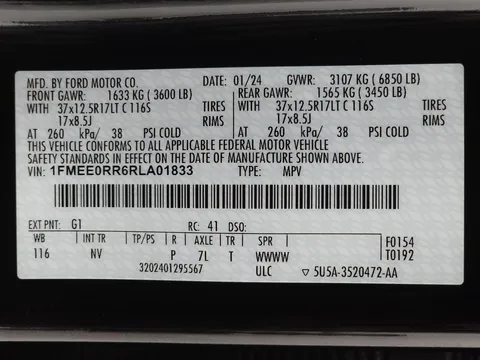 MFD. BY FORD MOTOR CO. DATE: 01/24 GVWR: 3107 KG (6850 LB)
FRONT GAWR: 1633 KG (3600 LB) REAR GAWR: 1565 KG (3450 LB)
WITH 37x12.5R17LT C 116S TIRES WITH 37x12.5R17LT C 116S TIRES
17x8.5J RIMS 17x8.5J RIMS
AT 260 kPa/ 38 PSI COLD AT 260 kPa/ 38 PSI COLD
THIS VEHICLE CONFORMS TO ALL APPLICABLE FEDERAL MOTOR VEHICLE
SAFETY STANDARDS IN EFFECT ON THE DATE OF MANUFACTURE SHOWN ABOVE.
VIN: 1FMEE0RR6RLA01833 TYPE: MPV
EXT PNT: G1 RC: 41 DSO: F0154
WB INT TR TP/PS R AXLE TR SPR T0192
116 NV P 7L T WWWW
3202401295567 ULC ▽ 5U5A-3520472-AA